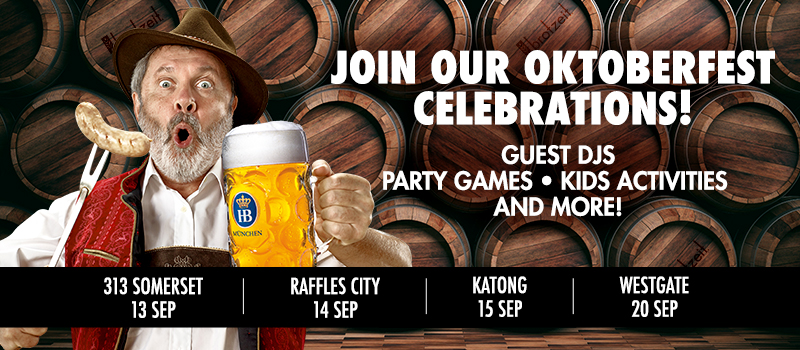 JOIN OUR OKTOBERFEST
CELEBRATIONS!
GUEST DJS
PARTY GAMES • KIDS ACTIVITIES
AND MORE!
HB
MÜNCHEN
313 SOMERSET
13 SEP
RAFFLES CITY
14 SEP
KATONG
15 SEP
WESTGATE
20 SEP